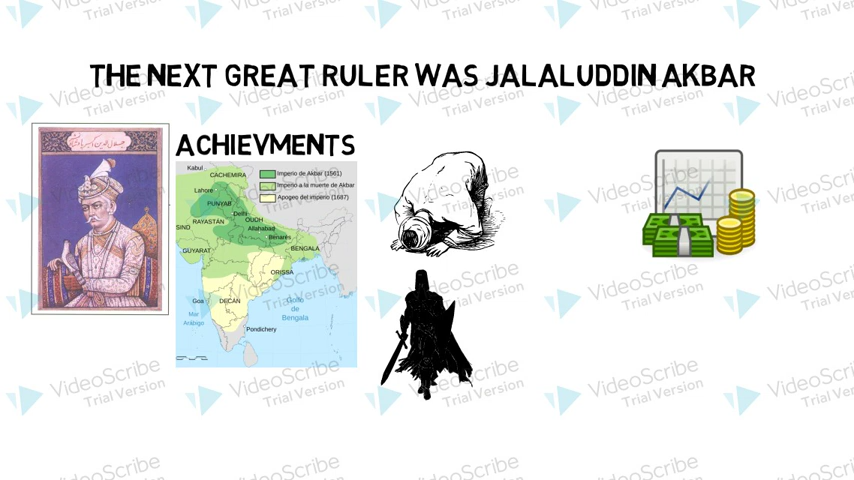 THE NEXT GREAT RULER WAS JALALUDDIN AKBAR
ACHIEVMENTS
Kabul
CACHEMIRA
Lahore
PUNYAB
Delhi
RAYASTÁN
OUDH
Allahabad
SIND
Benarés
GUYARAT
BENGALA
ORISSA
Goa
DECÁN
Mar
Arábigo
Golfo
de
Bengala
Pondichery
Imperio de Akbar (1561)
Imperio a la muerte de Akbar
Apogeo del imperio (1687)
VideoScribe
Trial Version